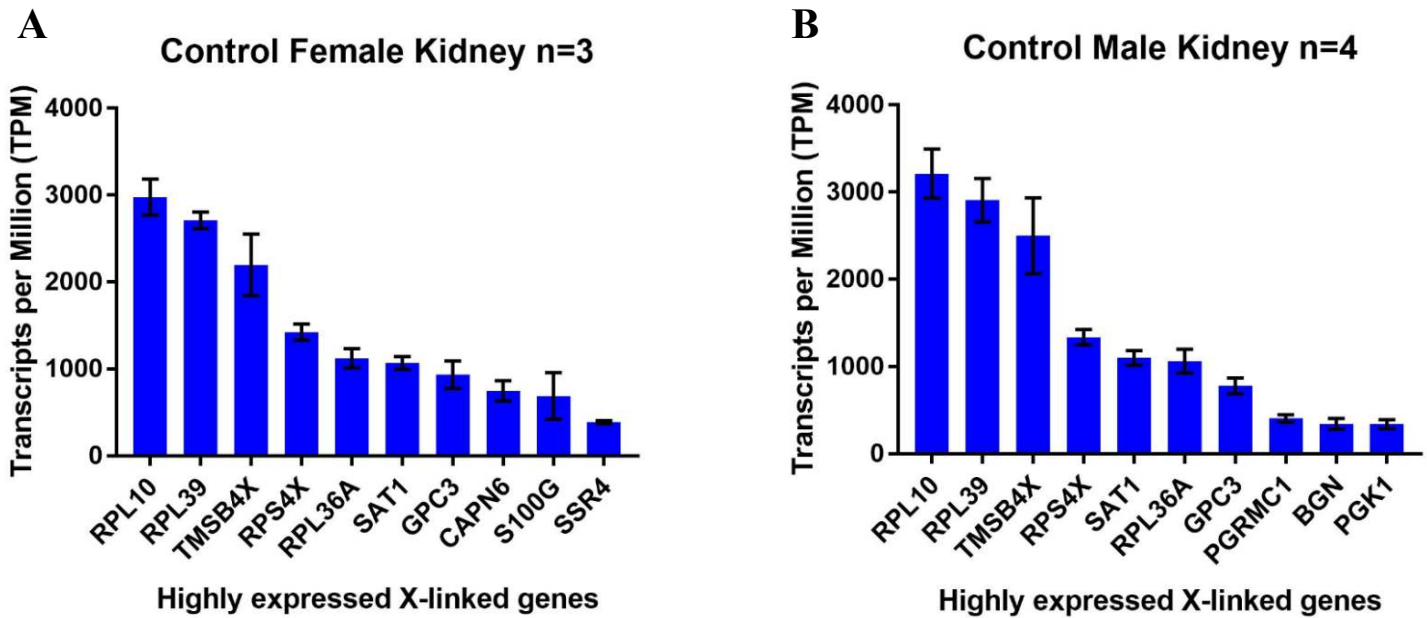 A
Control Female Kidney n=3
Transcripts per Million (TPM)
4000
3000
2000
1000
0
RPL10
RPL39
TMSB4X
RPS4X
RPL36A
SAT1
GPC3
CAPN6
S100G
SSR4
Highly expressed X-linked genes
B
Control Male Kidney n=4
Transcripts per Million (TPM)
4000
3000
2000
1000
0
RPL10
RPL39
TMSB4X
RPS4X
SAT1
RPL36A
GPC3
PGRMC1
BGN
PGK1
Highly expressed X-linked genes